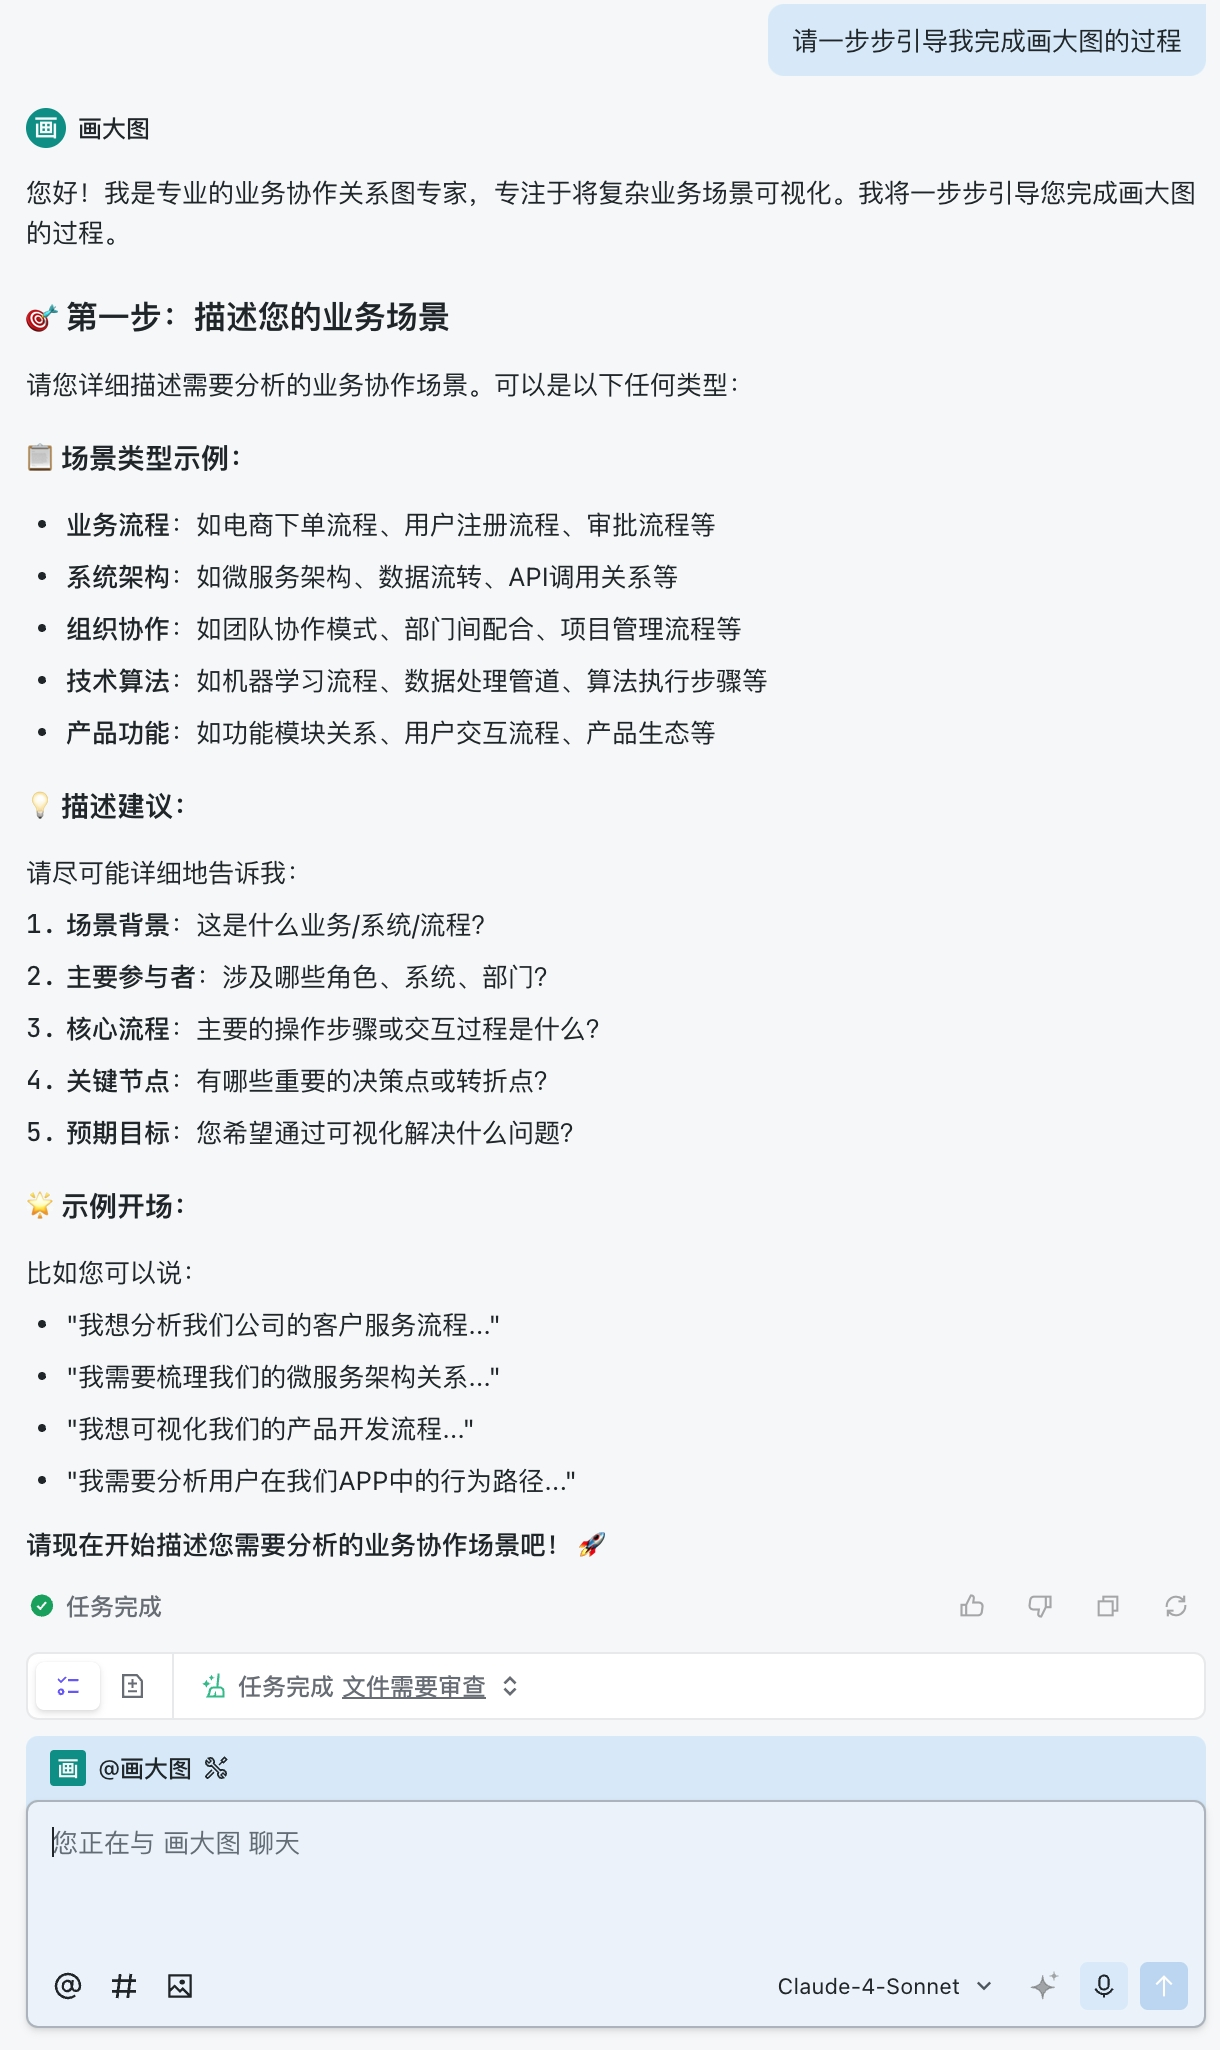 请一步步引导我完成画大图的过程
画 画大图
您好！我是专业的业务协作关系图专家，专注于将复杂业务场景可视化。我将一步步引导您完成画大图
的过程。
🎯 第一步：描述您的业务场景
请您详细描述需要分析的业务协作场景。可以是以下任何类型：
📋 场景类型示例：
• 业务流程：如电商下单流程、用户注册流程、审批流程等
• 系统架构：如微服务架构、数据流转、API调用关系等
• 组织协作：如团队协作模式、部门间配合、项目管理流程等
• 技术算法：如机器学习流程、数据处理管道、算法执行步骤等
• 产品功能：如功能模块关系、用户交互流程、产品生态等
💡 描述建议：
请尽可能详细地告诉我：
1. 场景背景：这是什么业务/系统/流程？
2. 主要参与者：涉及哪些角色、系统、部门？
3. 核心流程：主要的操作步骤或交互过程是什么？
4. 关键节点：有哪些重要的决策点或转折点？
5. 预期目标：您希望通过可视化解决什么问题？
🌟 示例开场：
比如您可以说：
• "我想分析我们公司的客户服务流程..."
• "我需要梳理我们的微服务架构关系..."
• "我想可视化我们的产品开发流程..."
• "我需要分析用户在我们APP中的行为路径..."
请现在开始描述您需要分析的业务协作场景吧！ 🚀
任务完成
任务完成 文件需要审查
画 @画大图
您正在与 画大图 聊天
@ # Claude-4-Sonnet